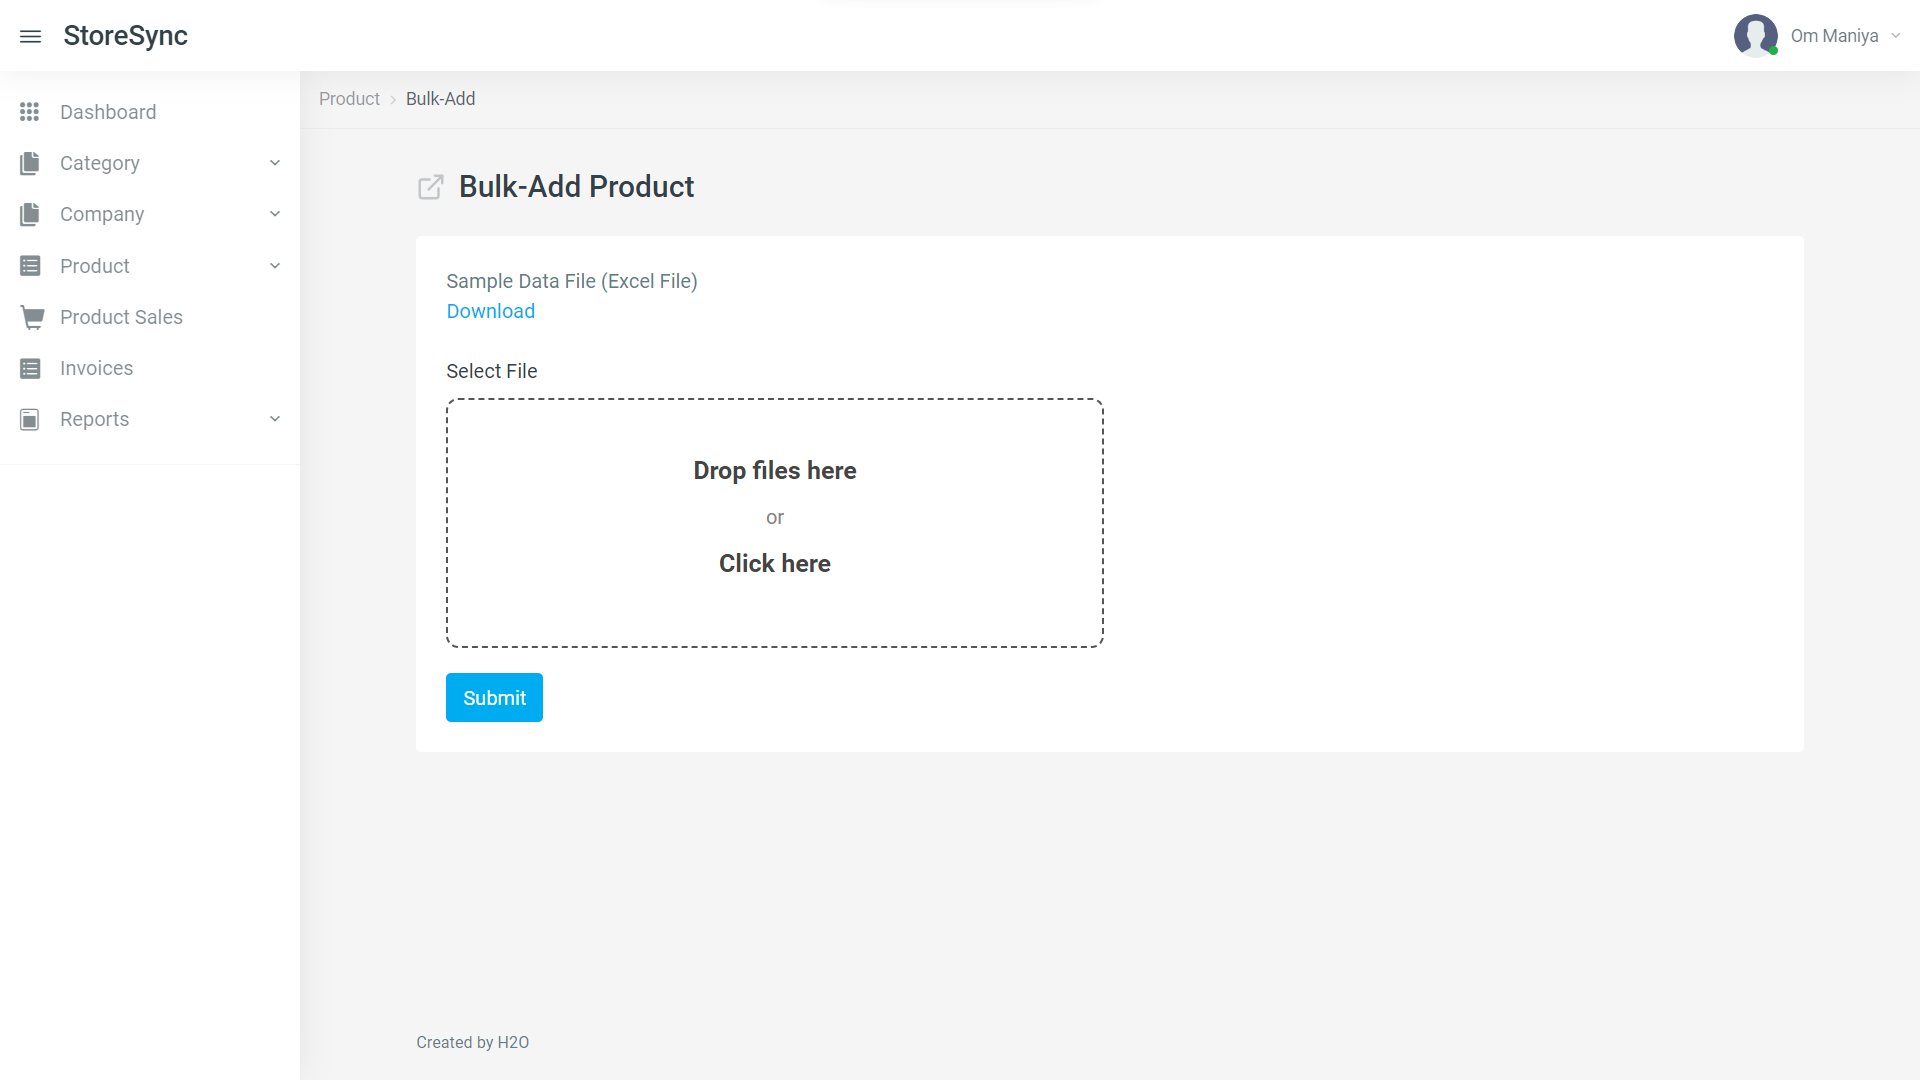 StoreSync
Om Maniya
Dashboard
Category
Company
Product
Product Sales
Invoices
Reports
Product › Bulk-Add
Bulk-Add Product
Sample Data File (Excel File)
Download
Select File
Drop files here
or
Click here
Submit
Created by H2O